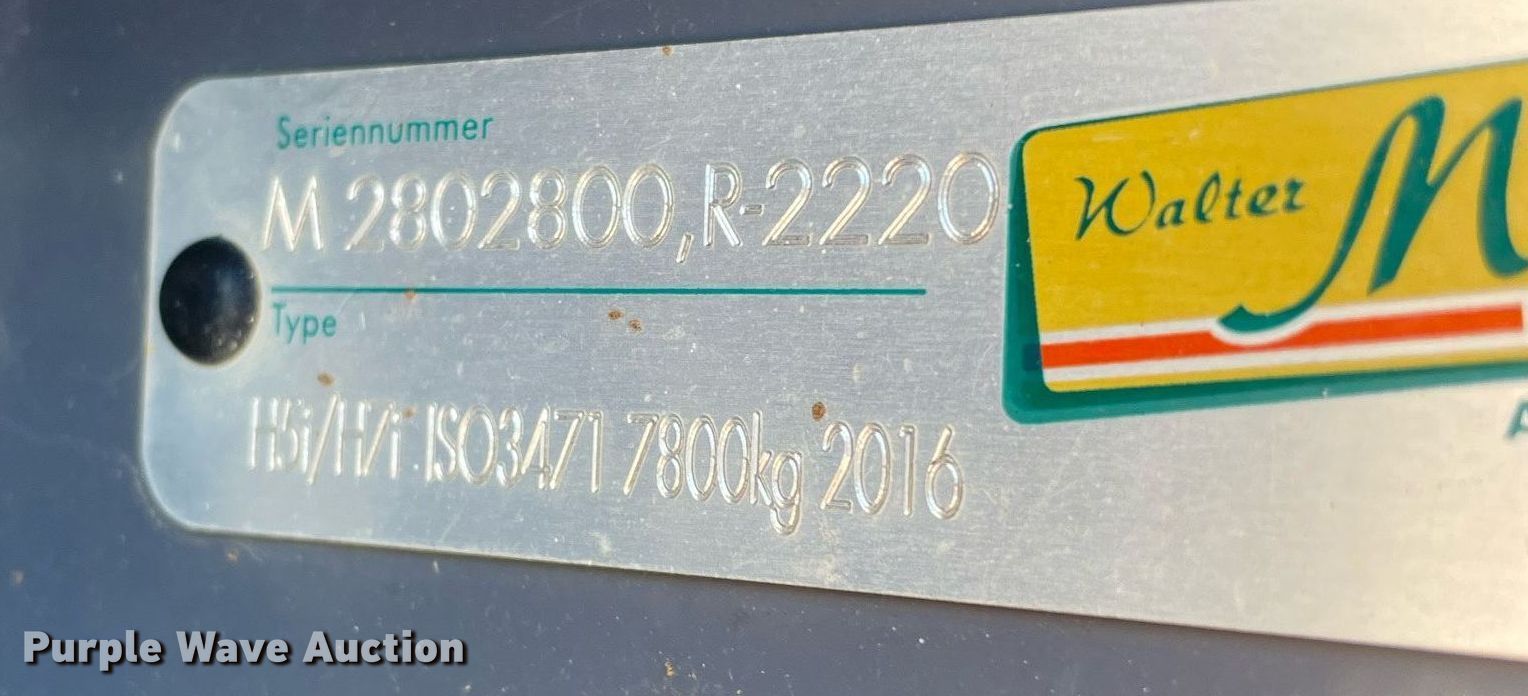 Seriennummer
M 2802800,R-2220
Type
H5i/H7i ISO3471 7800kg 2016
Walter M
Purple Wave Auction